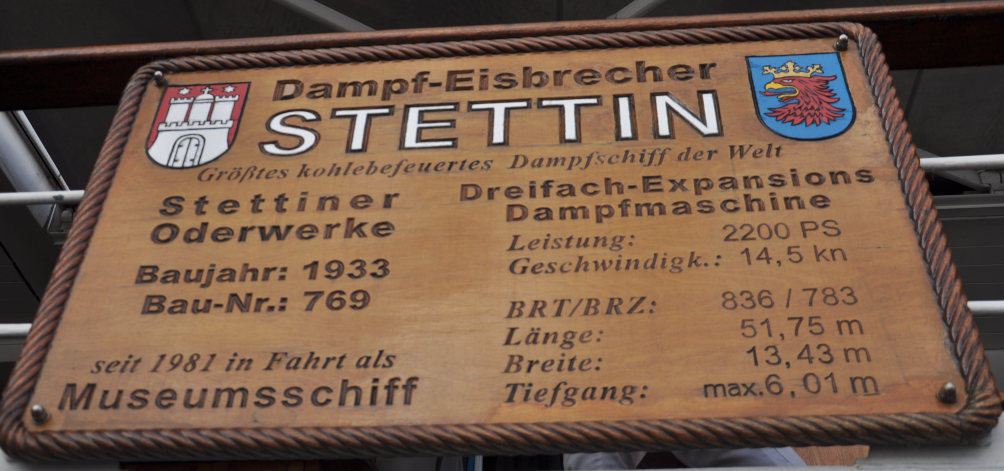 Dampf-Eisbrecher
STETTIN
Größtes kohlebefeuertes Dampfschiff der Welt
Stettiner
Oderwerke
Baujahr: 1933
Bau-Nr.: 769
seit 1981 in Fahrt als
Museumsschiff
Dreifach-Expansions
Dampfmaschine
Leistung: 2200 PS
Geschwindigk.: 14,5 kn
BRT/BRZ: 836 / 783
Länge: 51,75 m
Breite: 13,43 m
Tiefgang: max.6,01 m